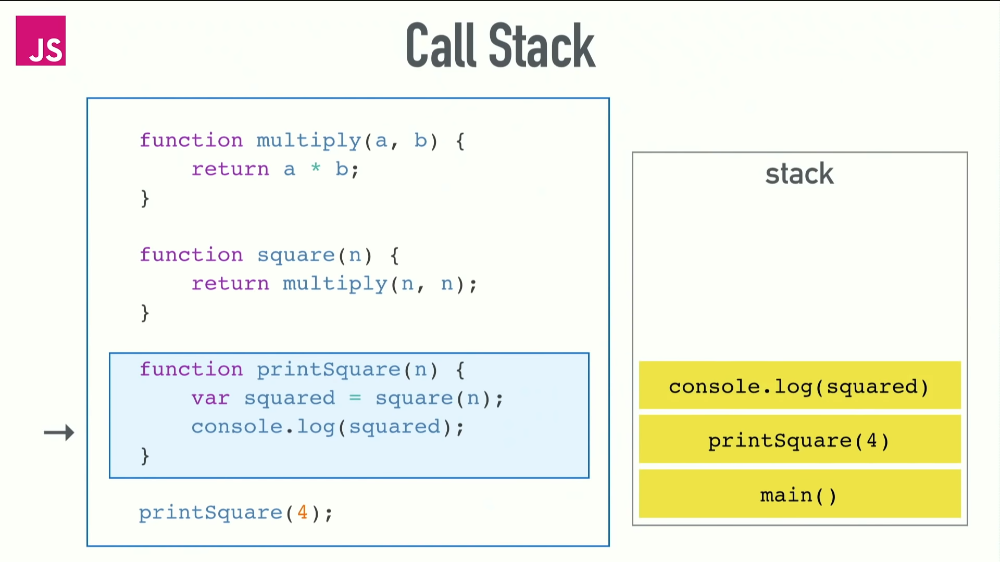 JS
Call Stack
function multiply(a, b) {
    return a * b;
}
function square(n) {
    return multiply(n, n);
}
function printSquare(n) {
    var squared = square(n);
    console.log(squared);
}
printSquare(4);
stack
console.log(squared)
printSquare(4)
main()